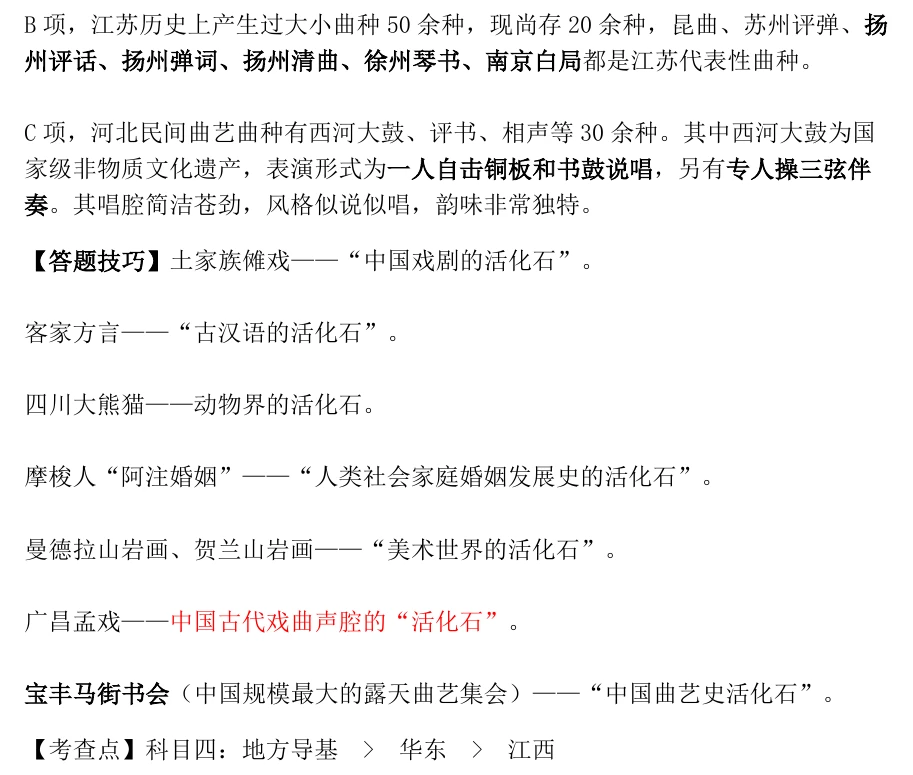 B 项，江苏历史上产生过大小曲种 50 余种，现尚存 20 余种，昆曲、苏州评弹、扬
州评话、扬州弹词、扬州清曲、徐州琴书、南京白局都是江苏代表性曲种。
C 项，河北民间曲艺曲种有西河大鼓、评书、相声等 30 余种。其中西河大鼓为国
家级非物质文化遗产，表演形式为一人自击铜板和书鼓说唱，另有专人操三弦伴
奏。其唱腔简洁苍劲，风格似说似唱，韵味非常独特。
【答题技巧】土家族傩戏——“中国戏剧的活化石”。
客家方言——“古汉语的活化石”。
四川大熊猫——动物界的活化石。
摩梭人“阿注婚姻”——“人类社会家庭婚姻发展史的活化石”。
曼德拉山岩画、贺兰山岩画——“美术世界的活化石”。
广昌孟戏——中国古代戏曲声腔的“活化石”。
宝丰马街书会（中国规模最大的露天曲艺集会）——“中国曲艺史活化石”。
【考查点】科目四：地方导基 > 华东 > 江西